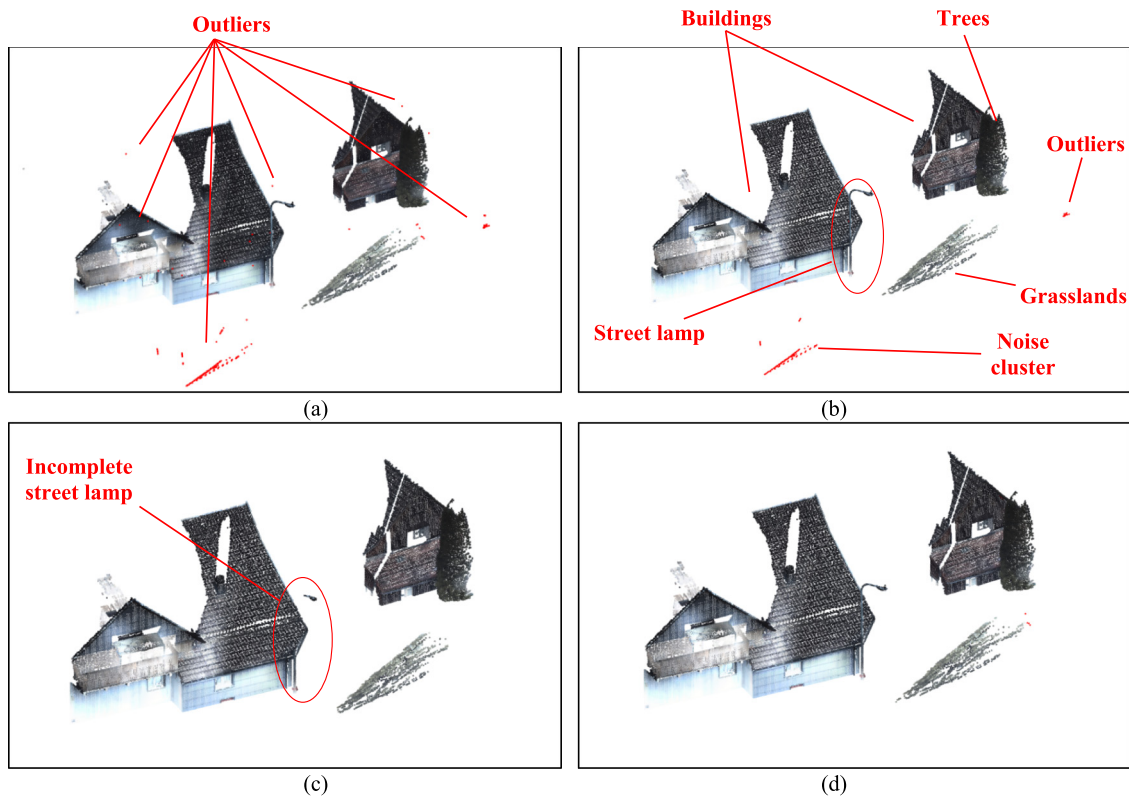 Outliers
Buildings
Trees
Outliers
Grasslands
Street lamp
Noise
cluster
(a)
(b)
Incomplete
street lamp
(c)
(d)